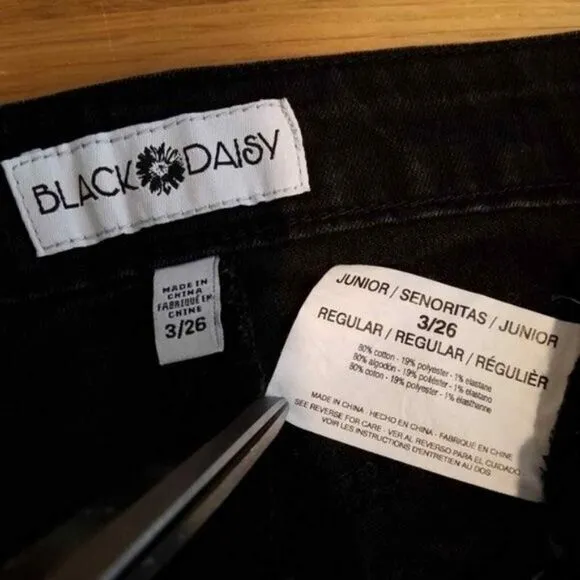 BLACK DAISY
MADE IN
CHINA
FABRIQUÉ EN
CHINE
3/26
JUNIOR / SENORITAS / JUNIOR
3/26
REGULAR / REGULAR / RÉGULIÈR
80% cotton - 19% polyester - 1% elastane
80% algodón - 19% poliéster - 1% elastano
80% coton - 19% polyester - 1% élasthanne
MADE IN CHINA - HECHO EN CHINA - FABRIQUÉ EN CHINE
SEE REVERSE FOR CARE - VER AL REVERSO PARA EL CUIDADO
VOIR LES INSTRUCTIONS D'ENTRETIEN AU DOS